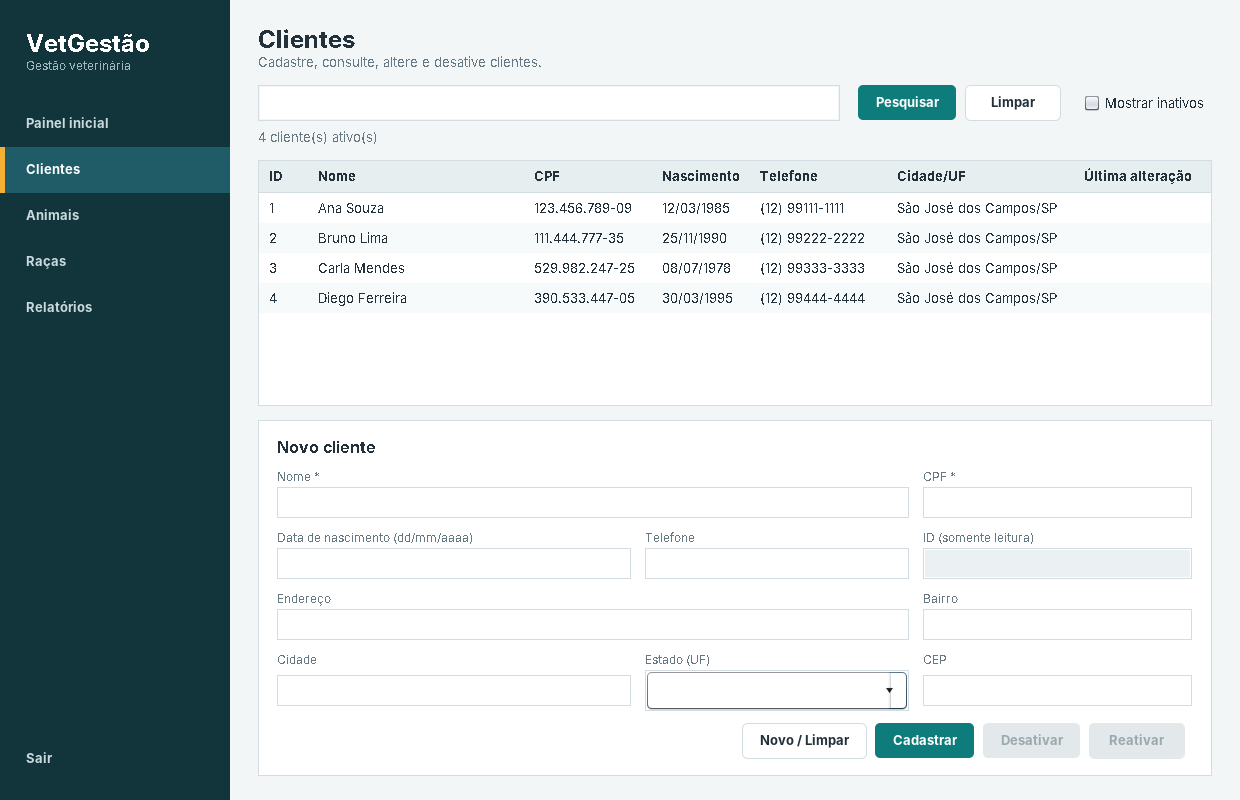 VetGestão
Gestão veterinária
Painel inicial
Clientes
Animais
Raças
Relatórios
Sair
Clientes
Cadastre, consulte, altere e desative clientes.
Pesquisar Limpar Mostrar inativos
4 cliente(s) ativo(s)
ID Nome CPF Nascimento Telefone Cidade/UF Última alteração
1 Ana Souza 123.456.789-09 12/03/1985 (12) 99111-1111 São José dos Campos/SP
2 Bruno Lima 111.444.777-35 25/11/1990 (12) 99222-2222 São José dos Campos/SP
3 Carla Mendes 529.982.247-25 08/07/1978 (12) 99333-3333 São José dos Campos/SP
4 Diego Ferreira 390.533.447-05 30/03/1995 (12) 99444-4444 São José dos Campos/SP
Novo cliente
Nome * CPF *
Data de nascimento (dd/mm/aaaa) Telefone ID (somente leitura)
Endereço Bairro
Cidade Estado (UF) CEP
Novo / Limpar Cadastrar Desativar Reativar